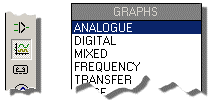 GRAPHS
ANALOGUE
DIGITAL
MIXED
FREQUENCY
TRANSFER